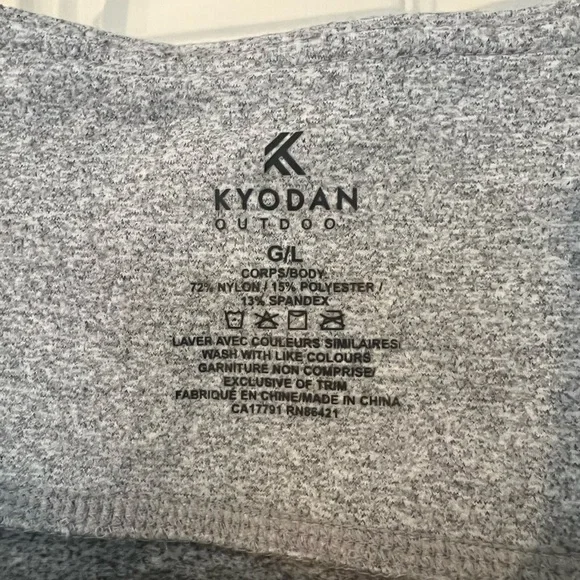 KYODAN
OUTDOO
G/L
CORPS/BODY
72% NYLON / 15% POLYESTER /
13% SPANDEX
LAVER AVEC COULEURS SIMILAIRES/
WASH WITH LIKE COLOURS
GARNITURE NON COMPRISE/
EXCLUSIVE OF TRIM
FABRIQUÉ EN CHINE/MADE IN CHINA
CA17791 RN86421